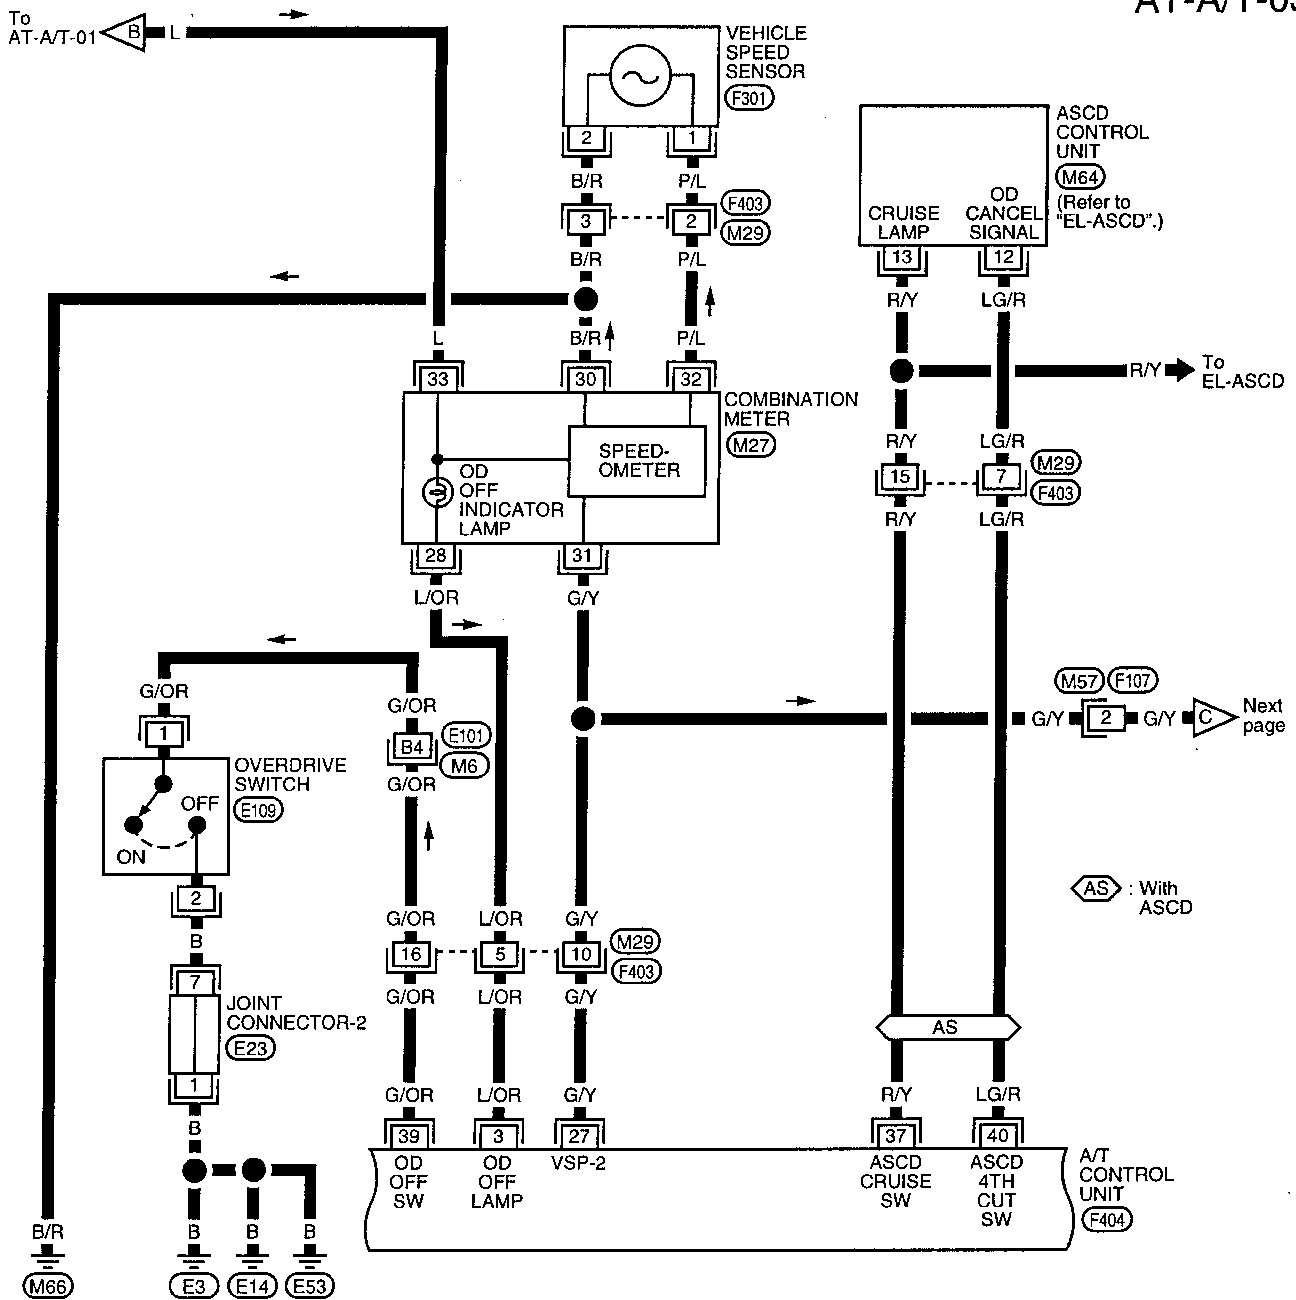 To
AT-A/T-01
B
L
VEHICLE
SPEED
SENSOR
F301
2
1
B/R
P/L
3
2
F403
M29
B/R
P/L
ASCD
CONTROL
UNIT
M64
(Refer to
"EL-ASCD".)
CRUISE
LAMP
OD
CANCEL
SIGNAL
13
12
R/Y
LG/R
L
B/R
P/L
33
30
32
R/Y
To
EL-ASCD
COMBINATION
METER
M27
SPEED-
OMETER
OD
OFF
INDICATOR
LAMP
R/Y
LG/R
15
7
M29
F403
R/Y
LG/R
28
31
L/OR
G/Y
G/OR
G/OR
1
B4
E101
M6
G/OR
M57
F107
G/Y
2
G/Y
C
Next
page
OVERDRIVE
SWITCH
E109
OFF
ON
2
B
AS
: With
ASCD
G/OR
L/OR
G/Y
16
5
10
M29
F403
G/OR
L/OR
G/Y
7
JOINT
CONNECTOR-2
E23
1
B
AS
G/OR
L/OR
G/Y
R/Y
LG/R
39
3
27
37
40
OD
OFF
SW
OD
OFF
LAMP
VSP-2
ASCD
CRUISE
SW
ASCD
4TH
CUT
SW
A/T
CONTROL
UNIT
F404
B/R
B
B
B
M66
E3
E14
E53